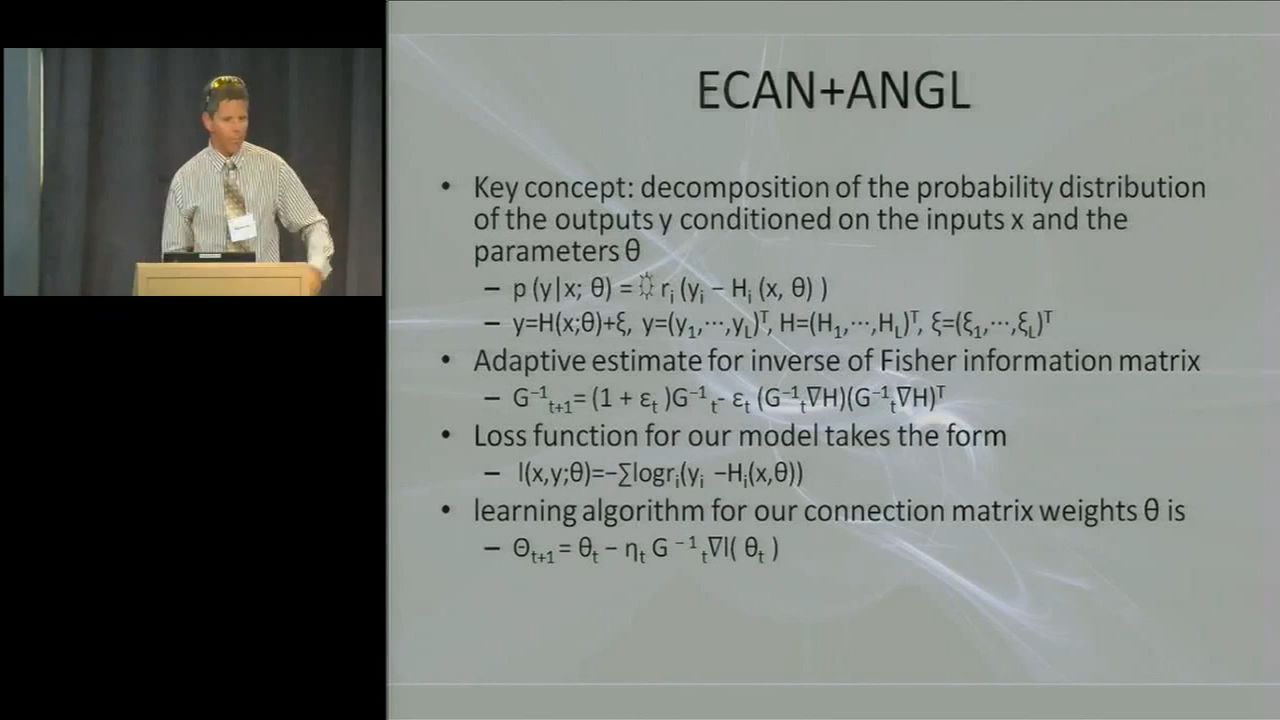 ECAN+ANGL
• Key concept: decomposition of the probability distribution
of the outputs y conditioned on the inputs x and the
parameters θ
– p (y|x; θ) = ☼ rᵢ (yᵢ – Hᵢ (x, θ) )
– y=H(x;θ)+ξ, y=(y₁,···,y_L)ᵀ, H=(H₁,···,H_L)ᵀ, ξ=(ξ₁,···,ξ_L)ᵀ
• Adaptive estimate for inverse of Fisher information matrix
– G⁻¹ₜ₊₁= (1 + εₜ )G⁻¹ ₜ- εₜ (G⁻¹ₜ∇H)(G⁻¹ₜ∇H)ᵀ
• Loss function for our model takes the form
– l(x,y;θ)=−∑logrᵢ(yᵢ −Hᵢ(x,θ))
• learning algorithm for our connection matrix weights θ is
– Θₜ₊₁= θₜ – ηₜ G ⁻¹ ₜ∇l( θₜ )